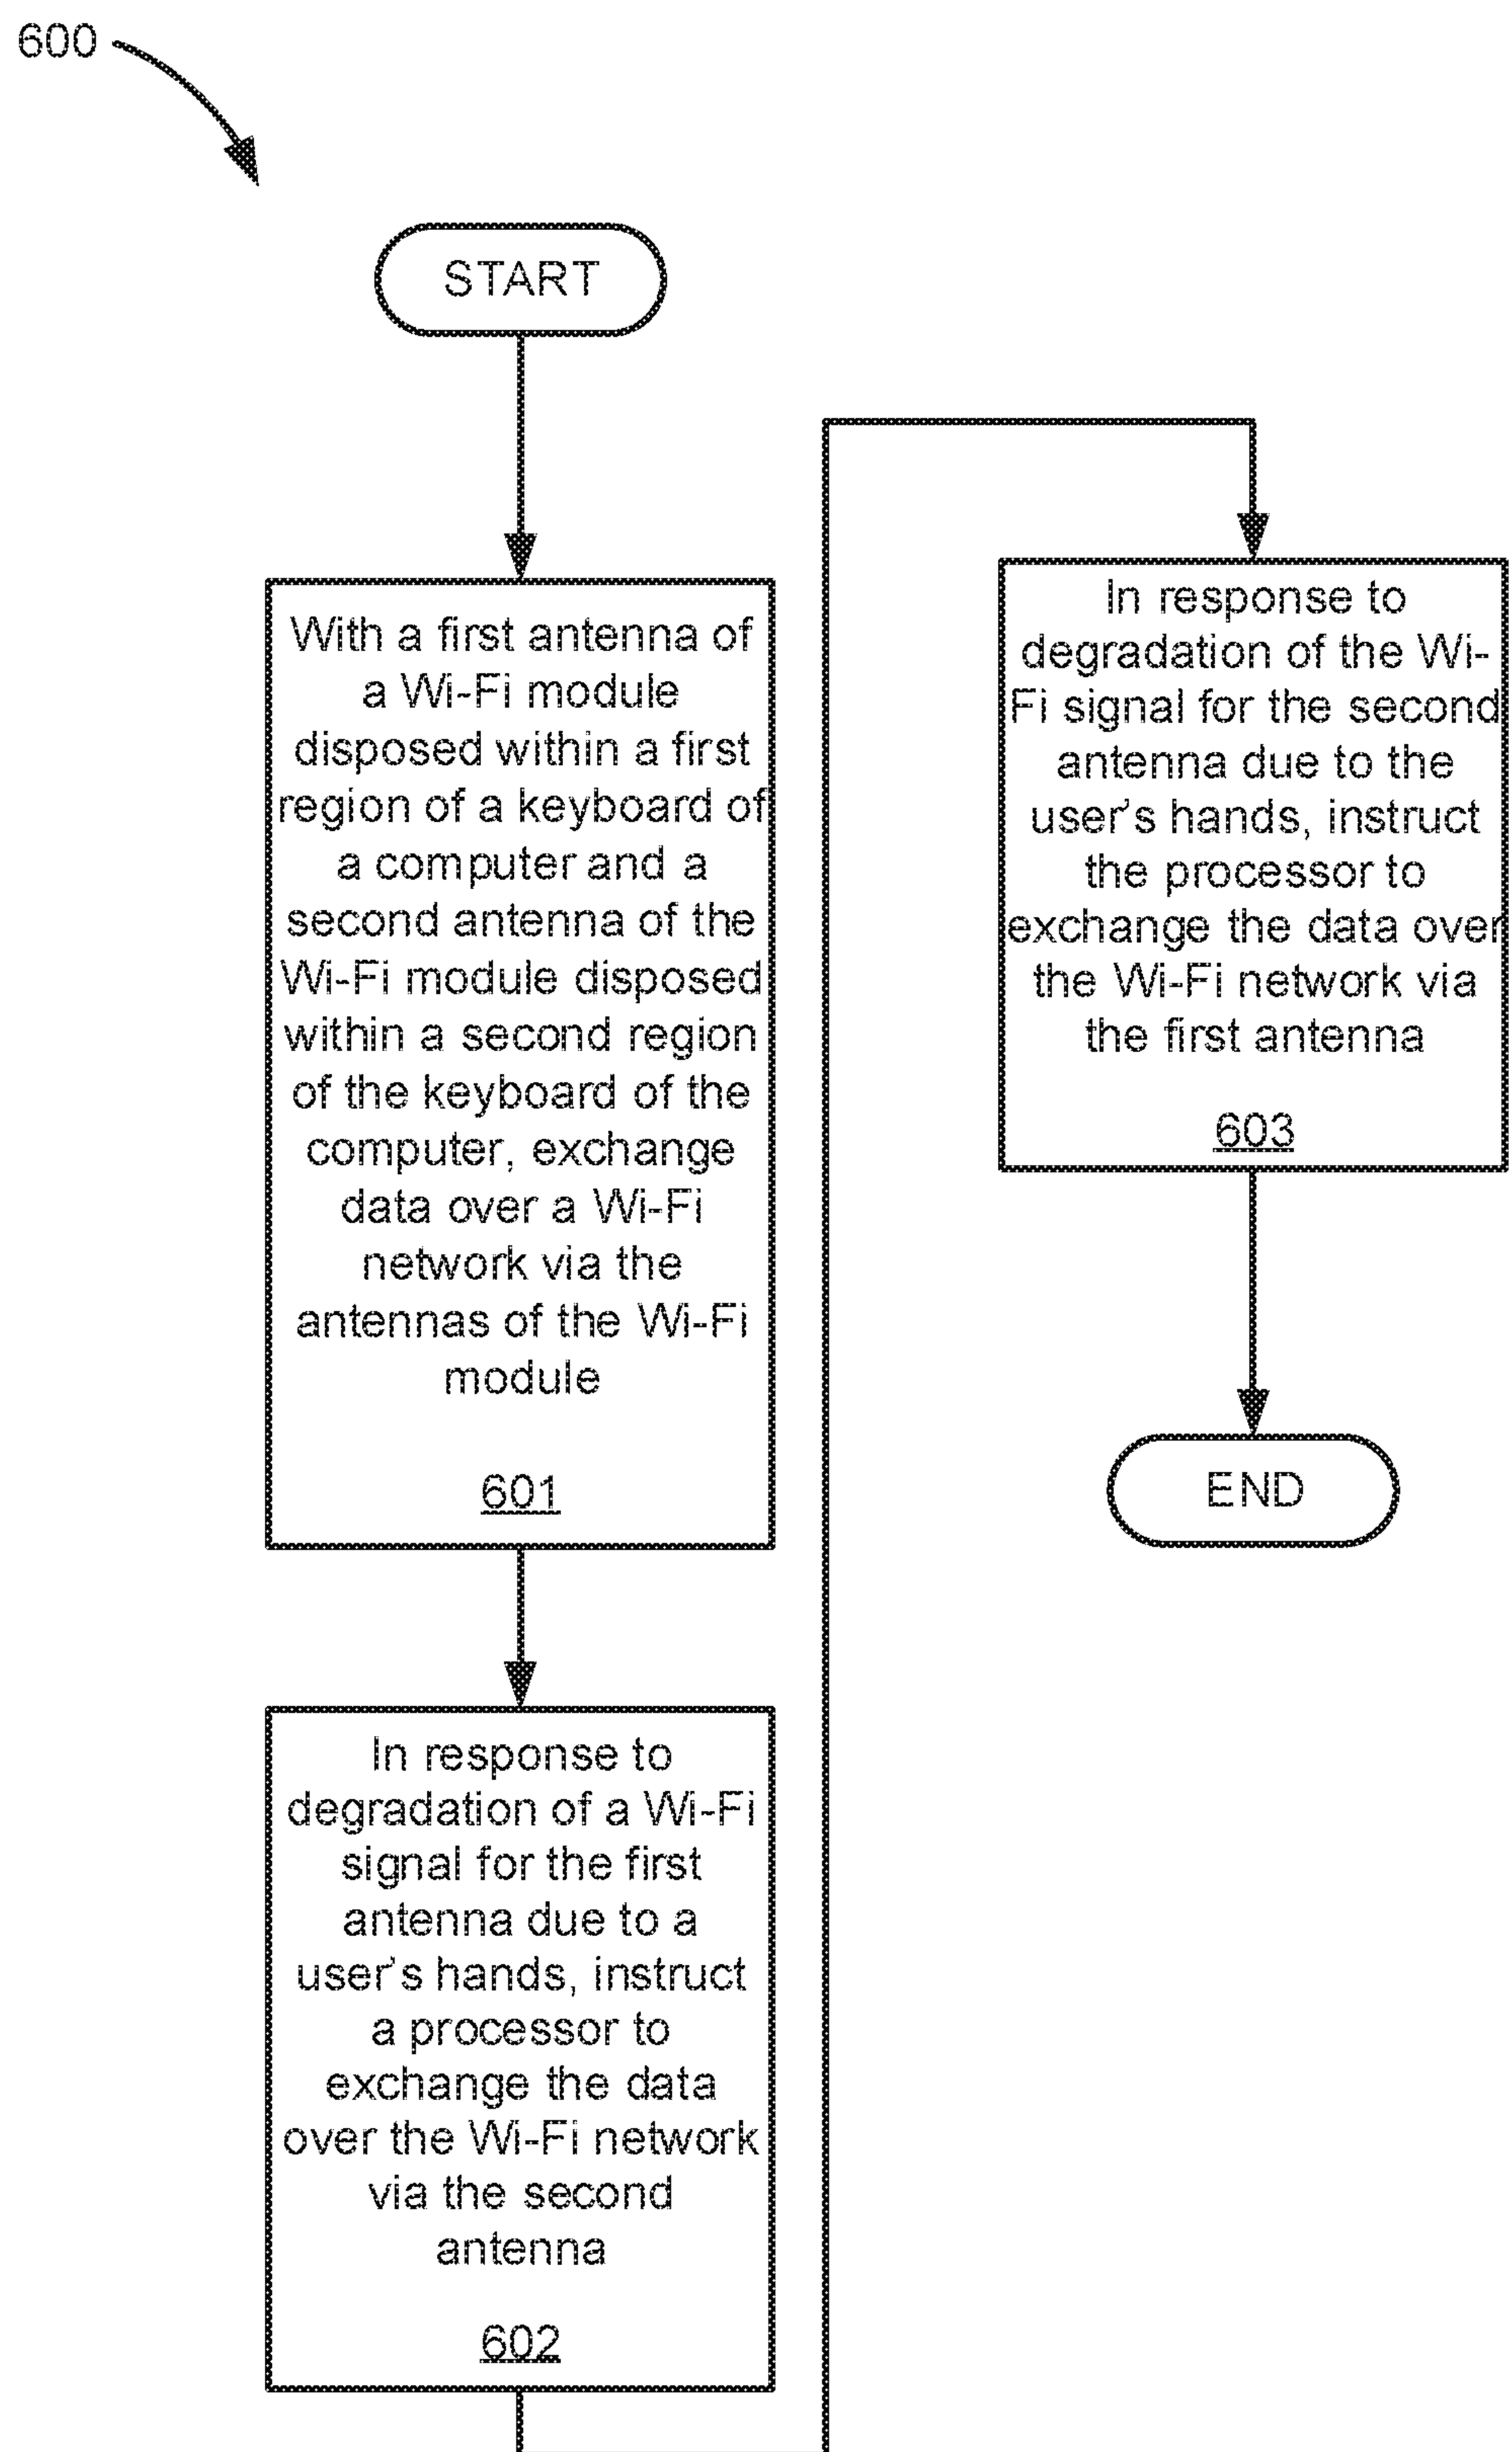 600
START
With a first antenna of
a Wi-Fi module
disposed within a first
region of a keyboard of
a computer and a
second antenna of the
Wi-Fi module disposed
within a second region
of the keyboard of the
computer, exchange
data over a Wi-Fi
network via the
antennas of the Wi-Fi
module
601
In response to
degradation of a Wi-Fi
signal for the first
antenna due to a
user's hands, instruct
a processor to
exchange the data
over the Wi-Fi network
via the second
antenna
602
In response to
degradation of the Wi-
Fi signal for the second
antenna due to the
user's hands, instruct
the processor to
exchange the data over
the Wi-Fi network via
the first antenna
603
END